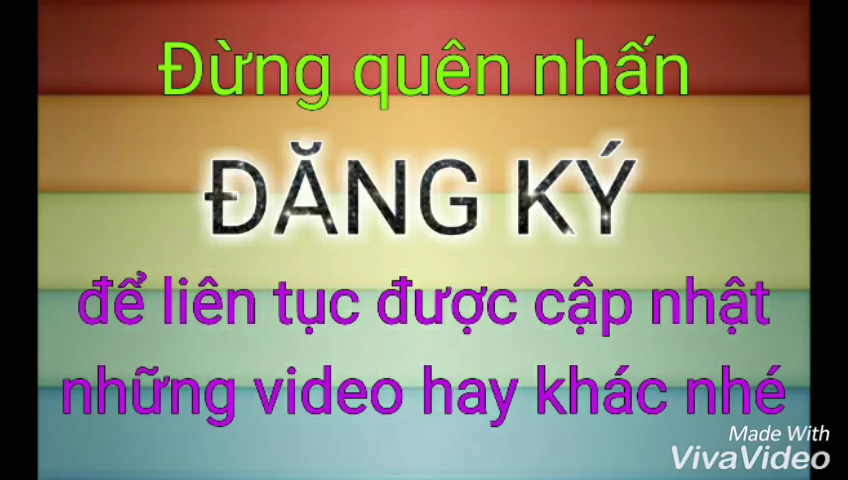 Đừng quên nhấn
ĐĂNG KÝ
để liên tục được cập nhật
những video hay khác nhé
Made With
VivaVideo